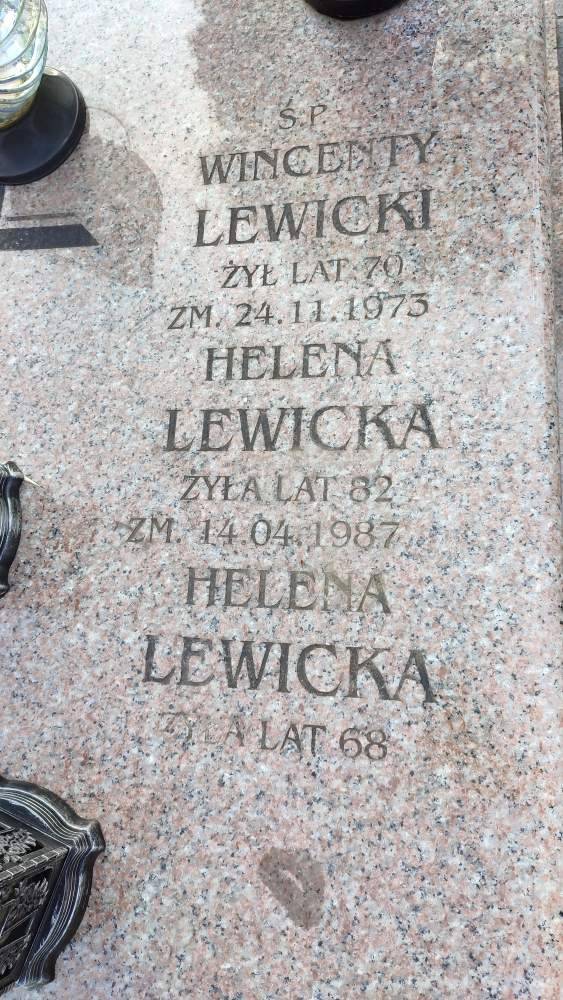 Ś.P.
WINCENTY
LEWICKI
ŻYŁ LAT 70
ZM. 24.11.1973
HELENA
LEWICKA
ŻYŁA LAT 82
ZM. 14.04.1987
HELENA
LEWICKA
ŻYŁA LAT 68